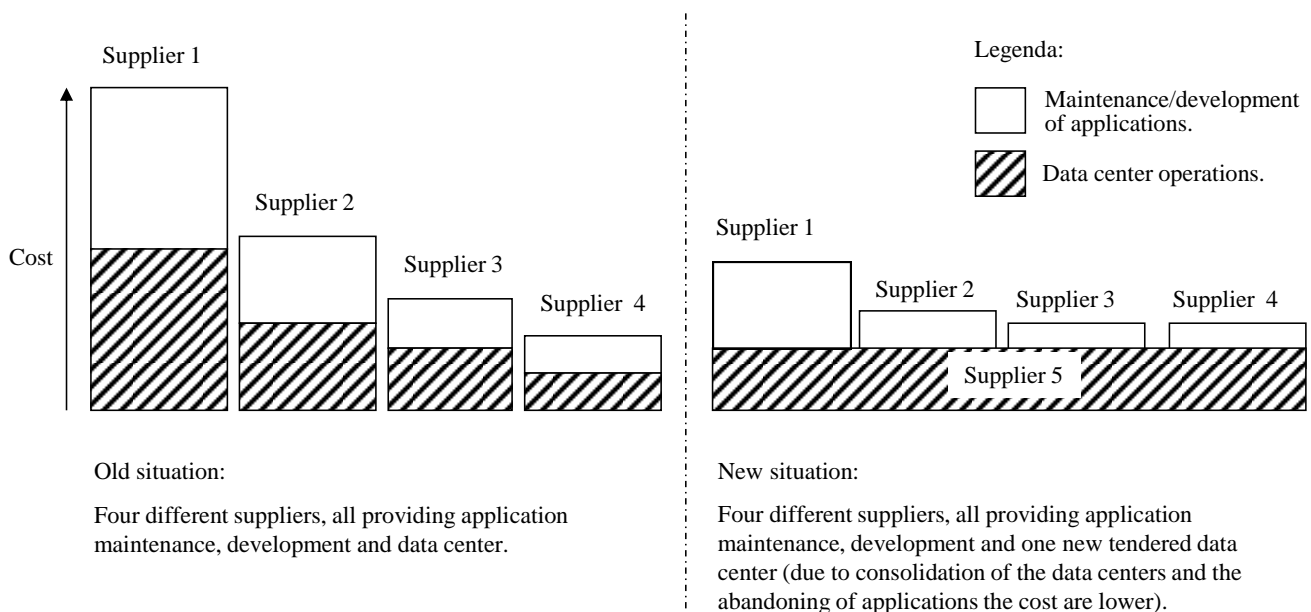 Supplier 1
Supplier 2
Supplier 3
Supplier 4
Cost
Old situation:
Four different suppliers, all providing application
maintenance, development and data center.
Legenda:
Maintenance/development
of applications.
Data center operations.
Supplier 1
Supplier 2
Supplier 3
Supplier 4
Supplier 5
New situation:
Four different suppliers, all providing application
maintenance, development and one new tendered data
center (due to consolidation of the data centers and the
abandoning of applications the cost are lower).